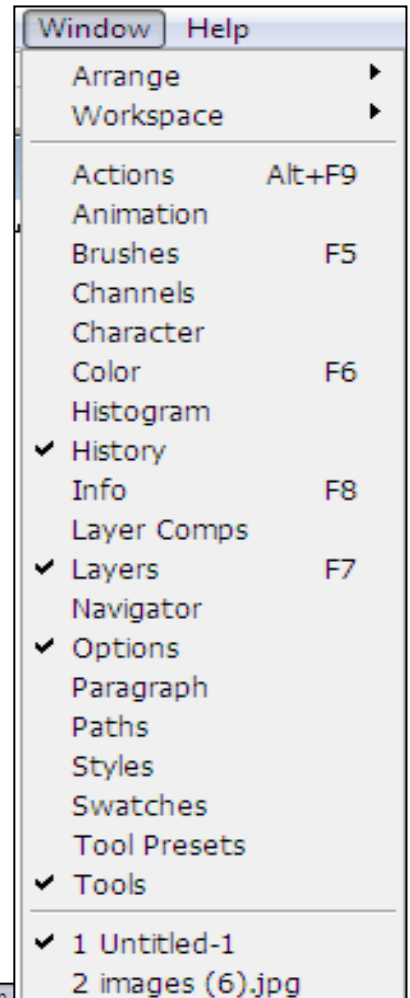 Window Help
Arrange
Workspace
Actions Alt+F9
Animation
Brushes F5
Channels
Character
Color F6
Histogram
History
Info F8
Layer Comps
Layers F7
Navigator
Options
Paragraph
Paths
Styles
Swatches
Tool Presets
Tools
1 Untitled-1
2 images (6).jpg